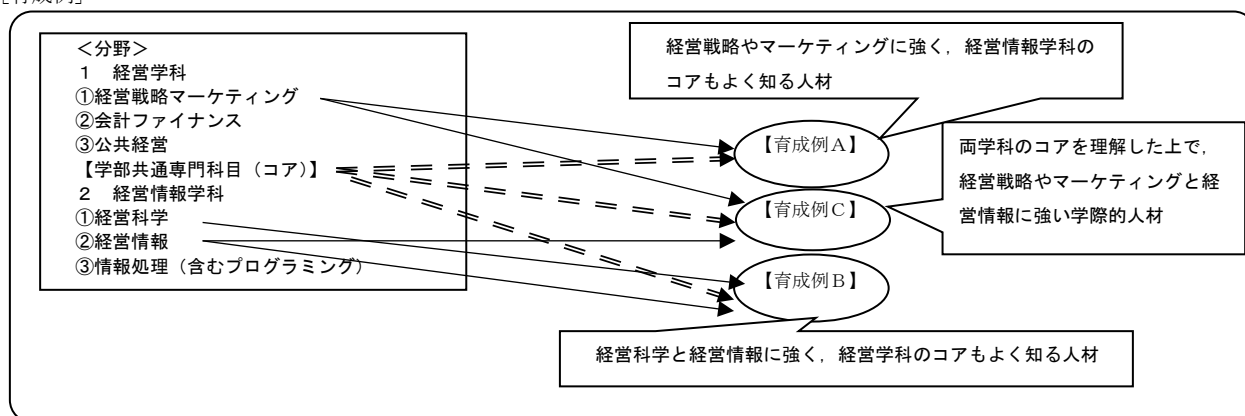 [育成例]
＜分野＞
１　経営学科
①経営戦略マーケティング
②会計ファイナンス
③公共経営
【学部共通専門科目（コア）】
２　経営情報学科
①経営科学
②経営情報
③情報処理（含むプログラミング）
経営戦略やマーケティングに強く，経営情報学科の
コアもよく知る人材
【育成例Ａ】
両学科のコアを理解した上で，
経営戦略やマーケティングと経
営情報に強い学際的人材
【育成例Ｃ】
【育成例Ｂ】
経営科学と経営情報に強く，経営学科のコアもよく知る人材